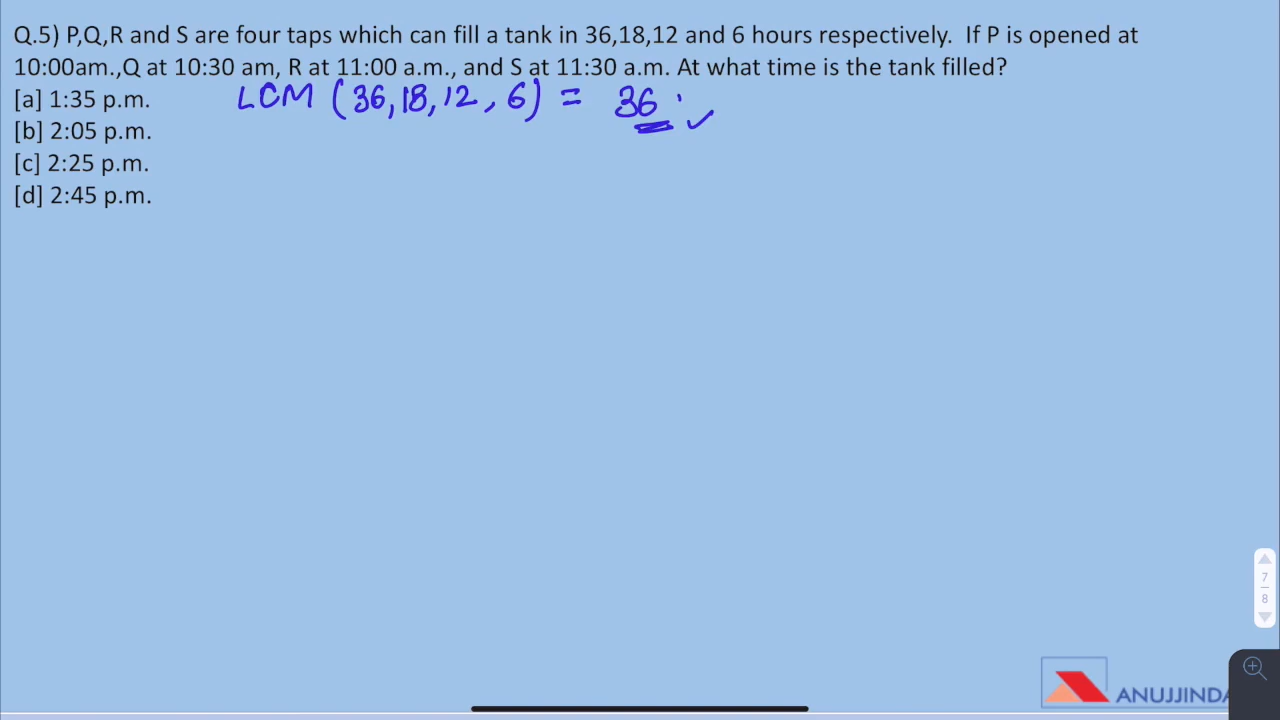 Q.5) P,Q,R and S are four taps which can fill a tank in 36,18,12 and 6 hours respectively.  If P is opened at
10:00am.,Q at 10:30 am, R at 11:00 a.m., and S at 11:30 a.m. At what time is the tank filled?
[a] 1:35 p.m.
LCM (36,18,12,6) = 36
[b] 2:05 p.m.
[c] 2:25 p.m.
[d] 2:45 p.m.
7
8
ANUJJINDA